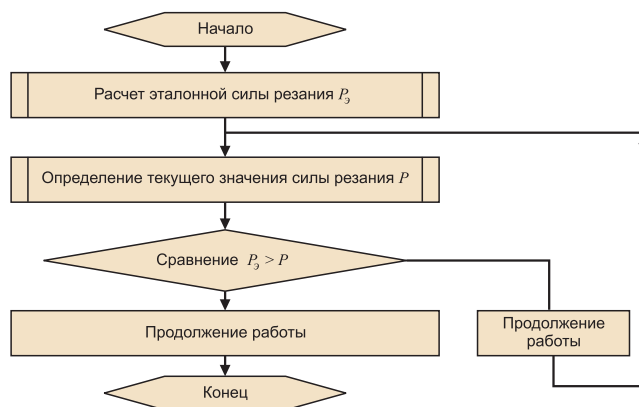 Начало
Расчет эталонной силы резания Pэ
Определение текущего значения силы резания P
Сравнение Pэ > P
Продолжение работы
Продолжение
работы
Конец